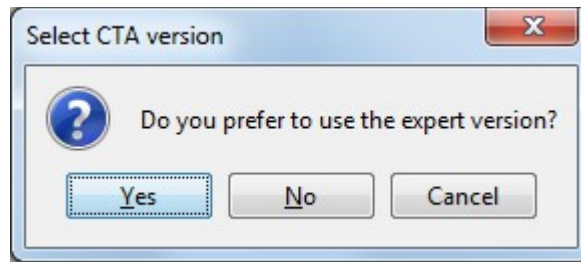 Select CTA version
Do you prefer to use the expert version?
Yes No Cancel